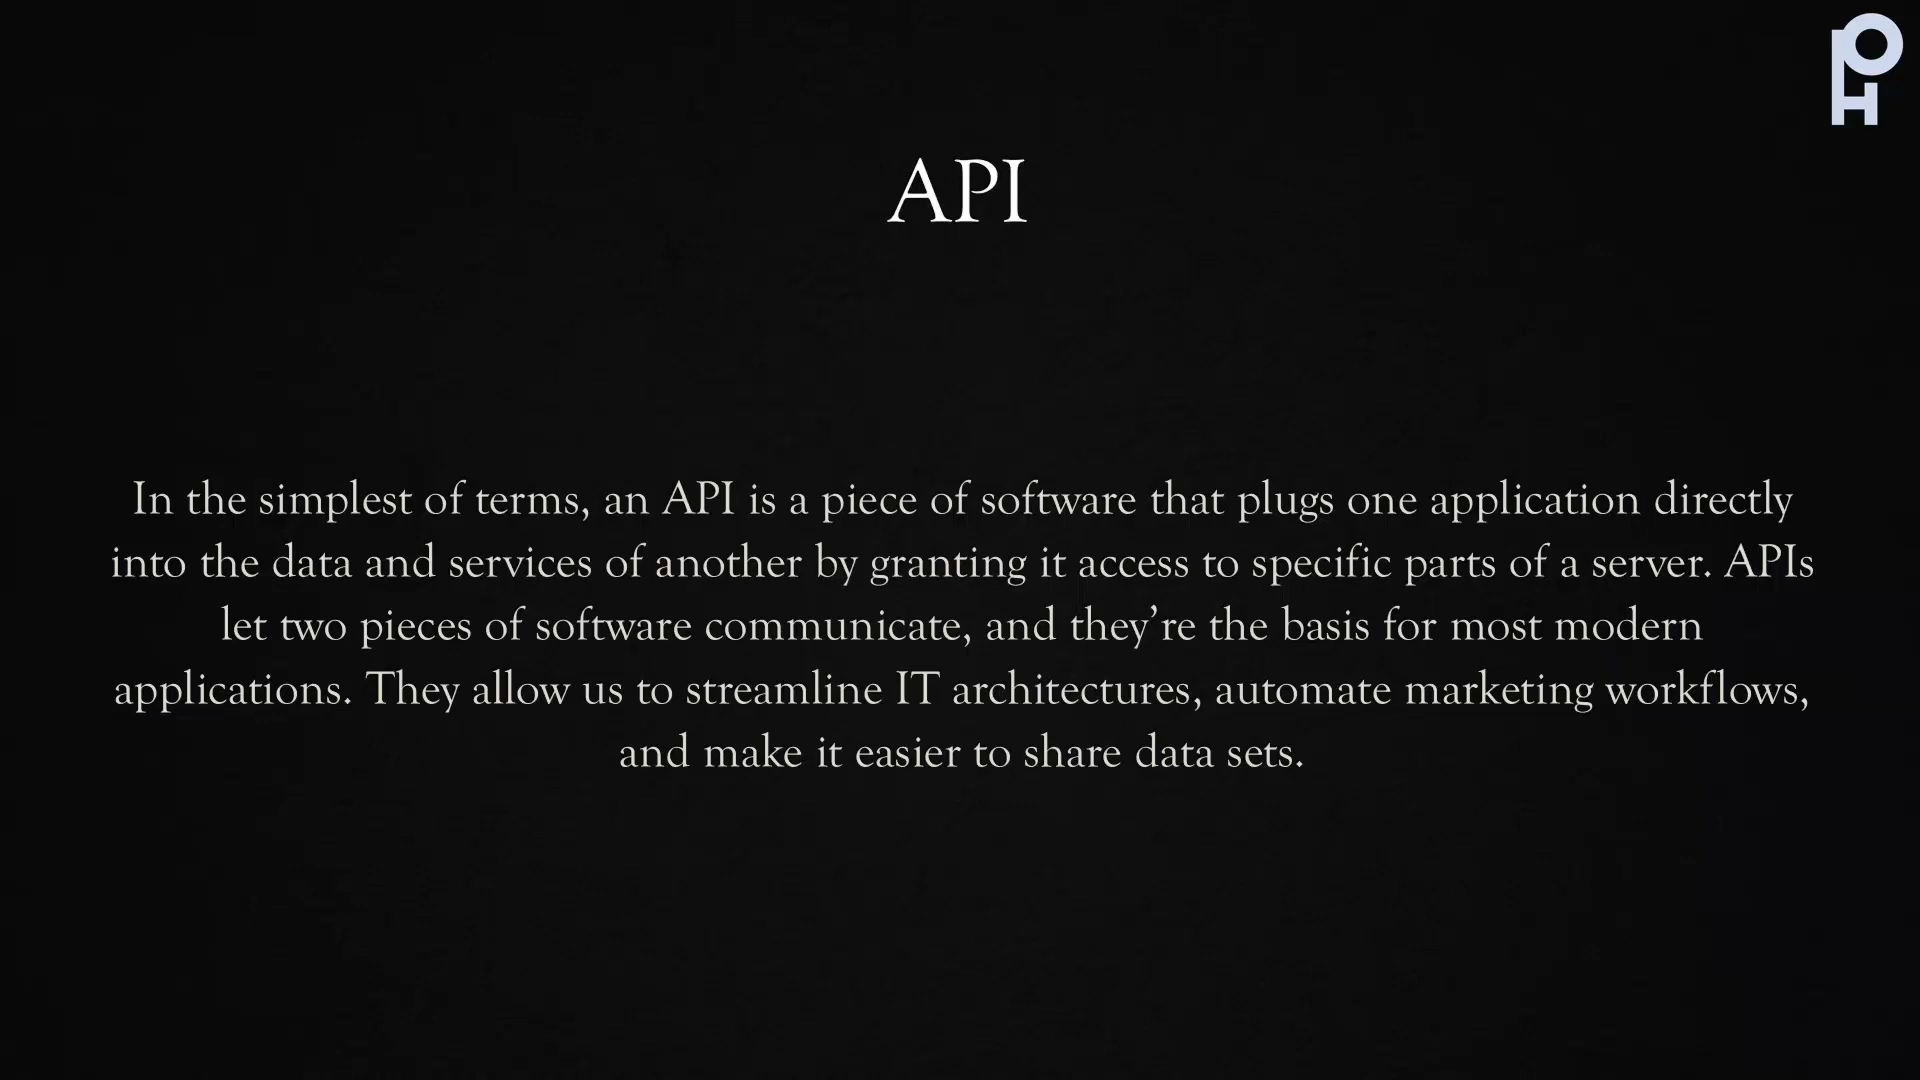 API
In the simplest of terms, an API is a piece of software that plugs one application directly
into the data and services of another by granting it access to specific parts of a server. APIs
let two pieces of software communicate, and they’re the basis for most modern
applications. They allow us to streamline IT architectures, automate marketing workflows,
and make it easier to share data sets.